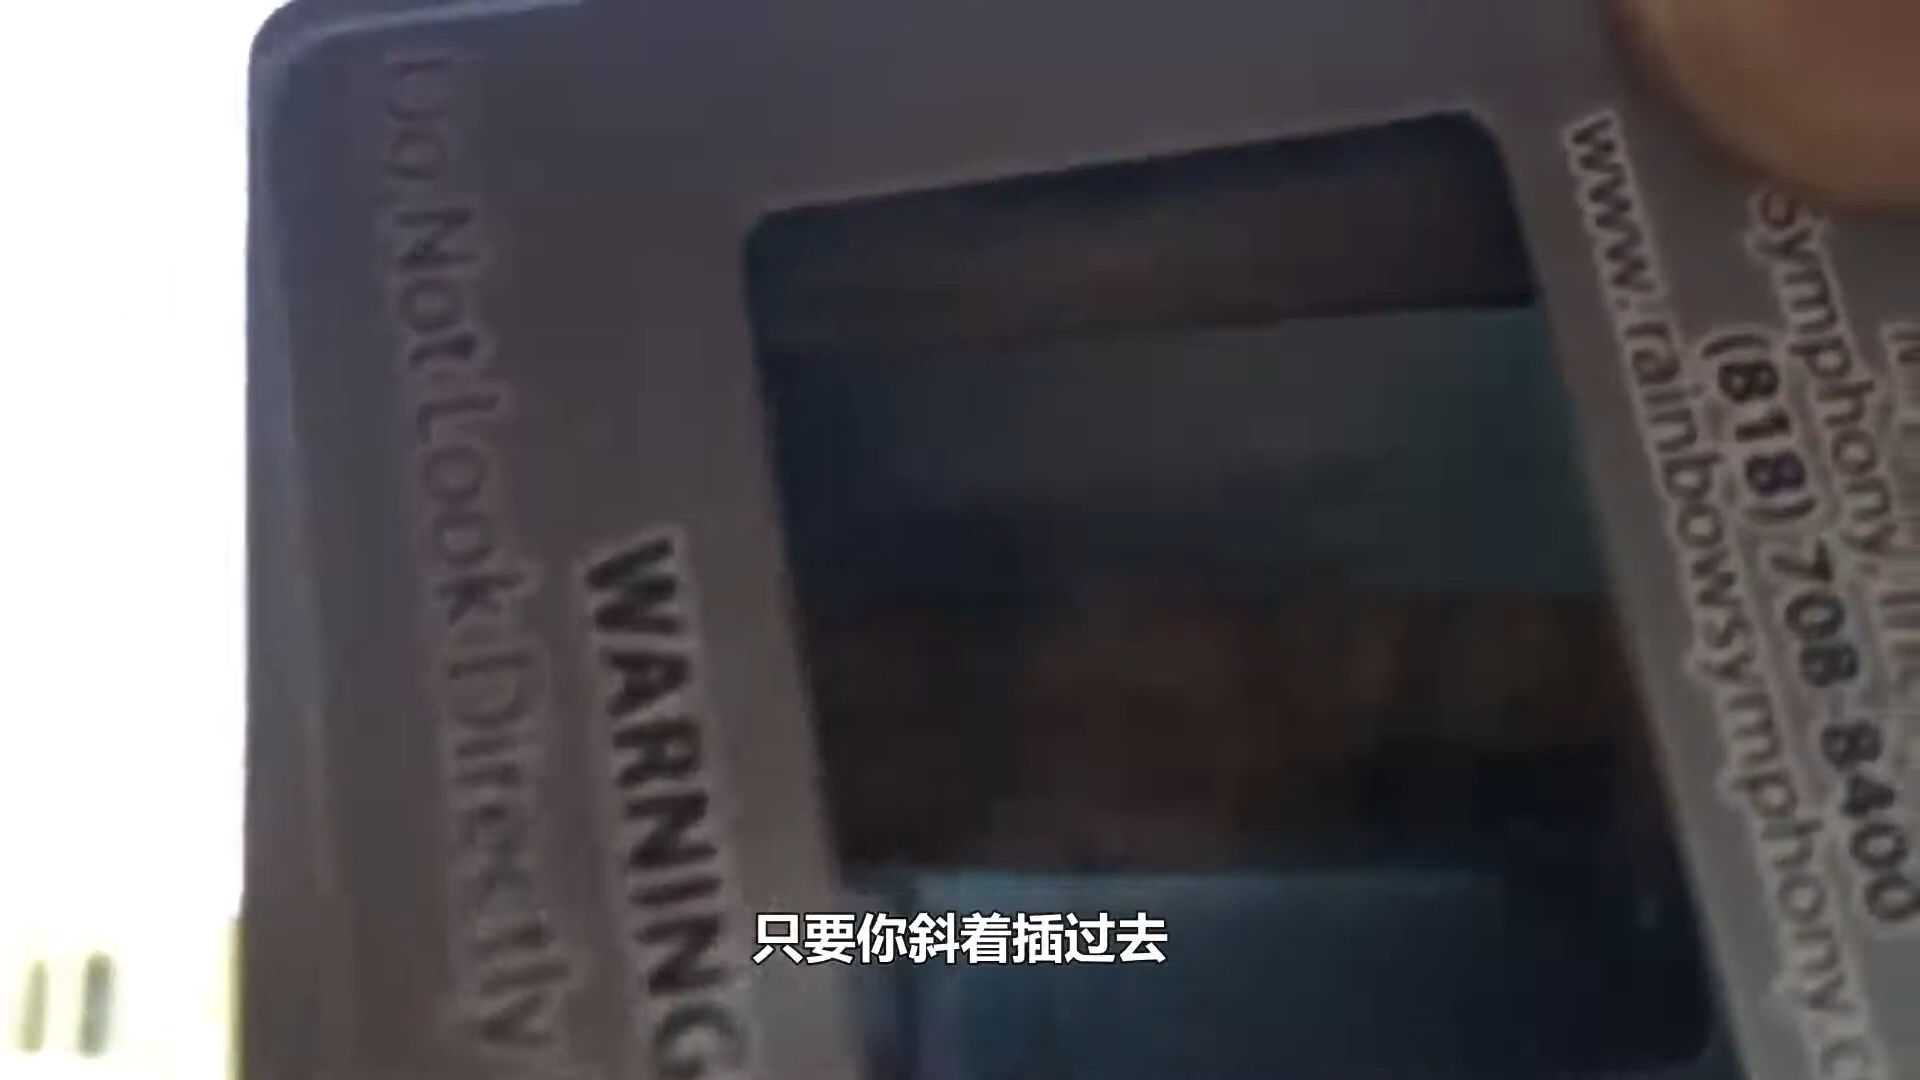 Do Not Look Directly
WARNING
www.rainbowsymphony.c
(818) 708-8400
Symphony, In
只要你斜着插过去